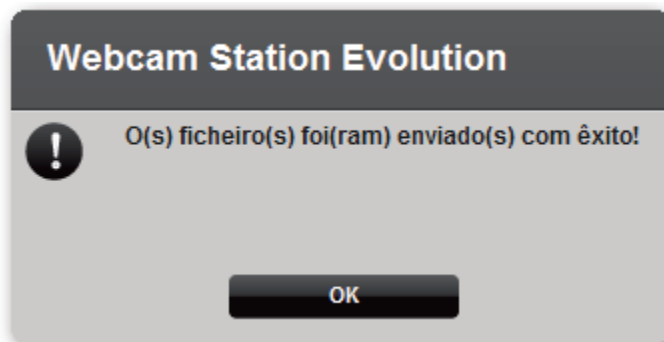 Webcam Station Evolution
O(s) ficheiro(s) foi(ram) enviado(s) com êxito!
OK